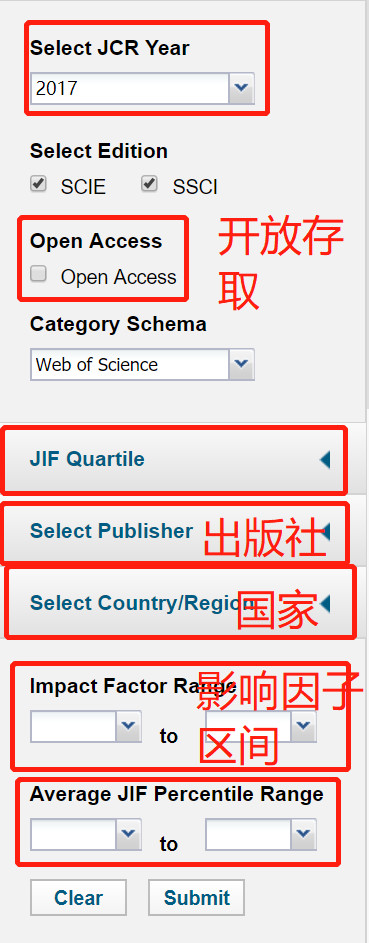 Select JCR Year
2017
Select Edition
SCIE SSCI
Open Access
Open Access
开放存
取
Category Schema
Web of Science
JIF Quartile
Select Publisher 出版社
Select Country/Region 国家
Impact Factor Range 影响因子
to 区间
Average JIF Percentile Range
to
Clear Submit